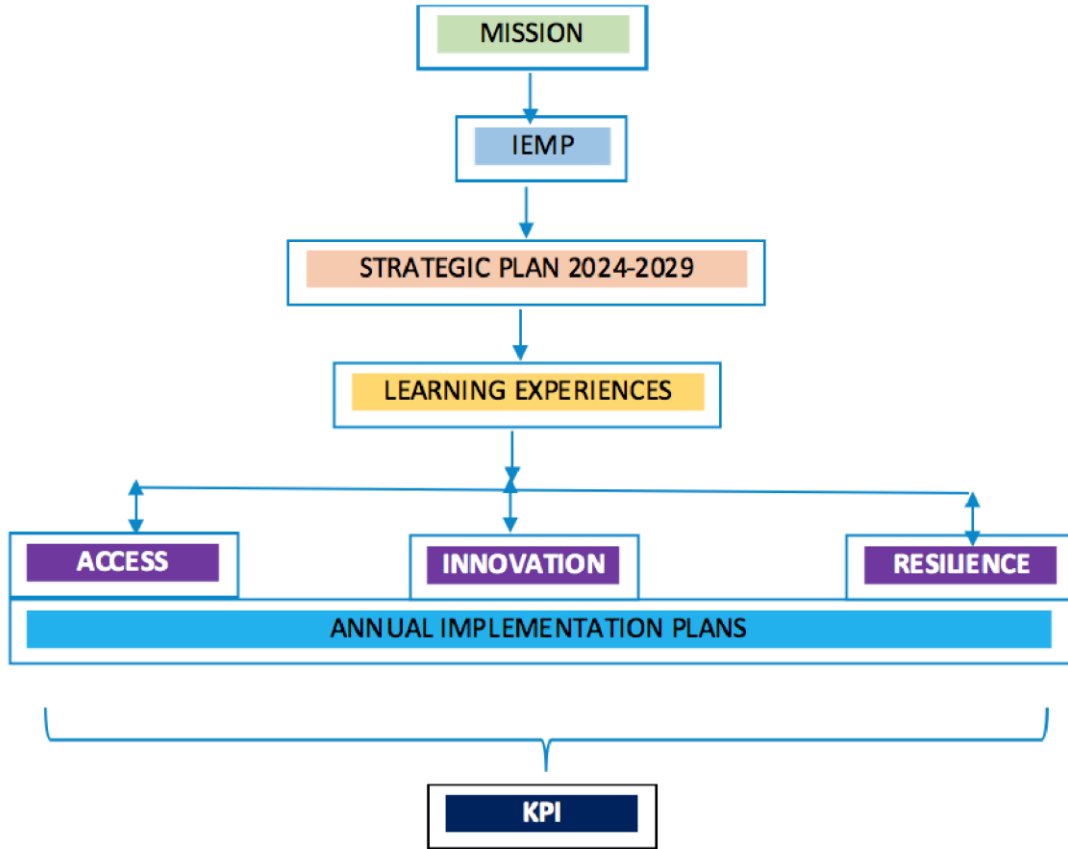 MISSION
IEMP
STRATEGIC PLAN 2024-2029
LEARNING EXPERIENCES
ACCESS
INNOVATION
RESILIENCE
ANNUAL IMPLEMENTATION PLANS
KPI